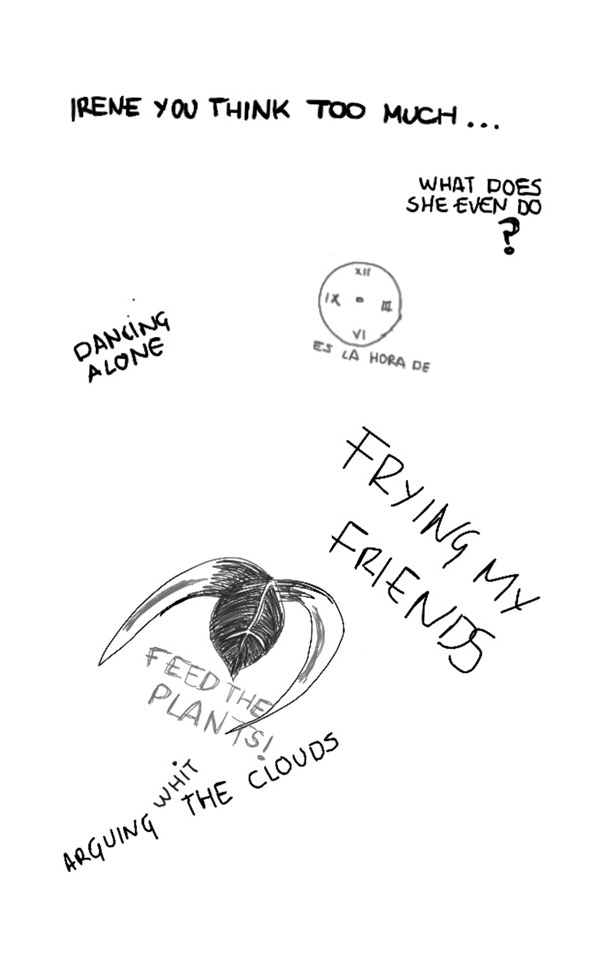 IRENE YOU THINK TOO MUCH...
WHAT DOES
SHE EVEN DO
?
XII
IX III
VI
ES LA HORA DE
DANCING
ALONE
FRYING MY
FRIENDS
FEED THE
PLANTS!
ARGUING WHIT THE CLOUDS